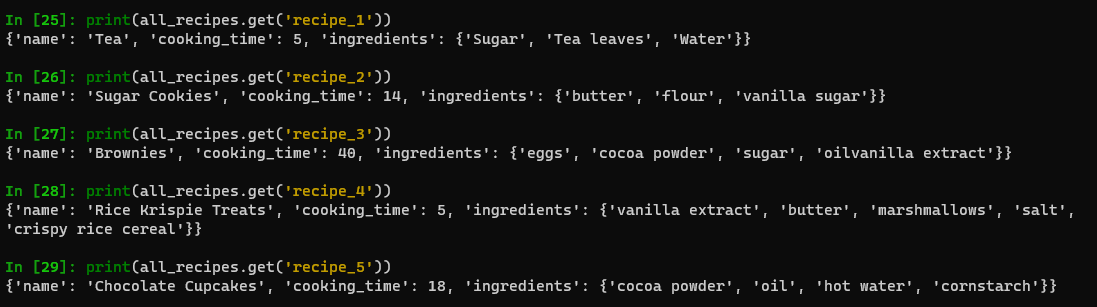 In [25]: print(all_recipes.get('recipe_1'))
{'name': 'Tea', 'cooking_time': 5, 'ingredients': {'Sugar', 'Tea leaves', 'Water'}}
In [26]: print(all_recipes.get('recipe_2'))
{'name': 'Sugar Cookies', 'cooking_time': 14, 'ingredients': {'butter', 'flour', 'vanilla sugar'}}
In [27]: print(all_recipes.get('recipe_3'))
{'name': 'Brownies', 'cooking_time': 40, 'ingredients': {'eggs', 'cocoa powder', 'sugar', 'oilvanilla extract'}}
In [28]: print(all_recipes.get('recipe_4'))
{'name': 'Rice Krispie Treats', 'cooking_time': 5, 'ingredients': {'vanilla extract', 'butter', 'marshmallows', 'salt',
'crispy rice cereal'}}
In [29]: print(all_recipes.get('recipe_5'))
{'name': 'Chocolate Cupcakes', 'cooking_time': 18, 'ingredients': {'cocoa powder', 'oil', 'hot water', 'cornstarch'}}